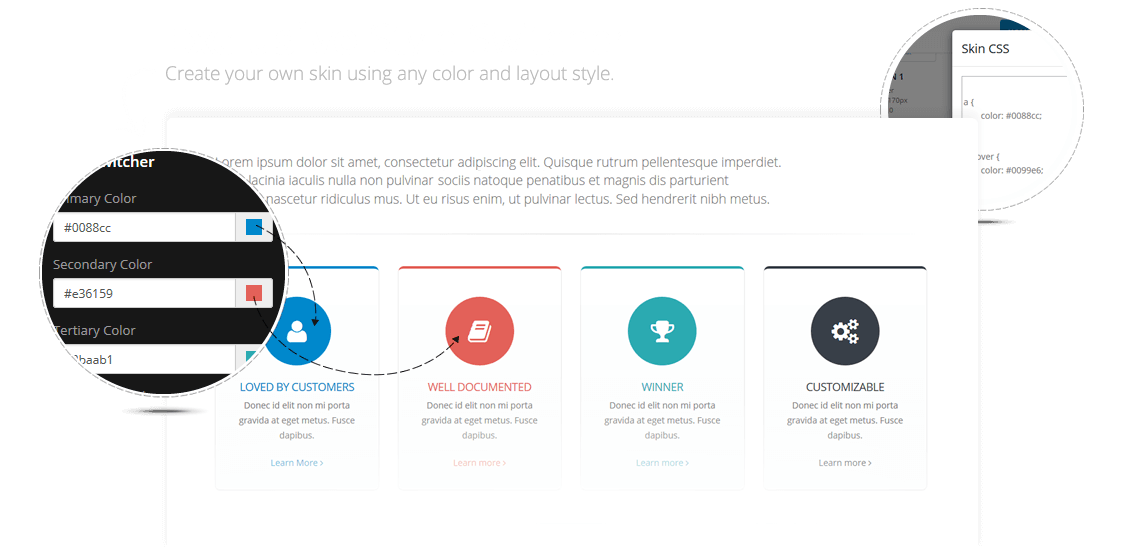 Create your own skin using any color and layout style.
Skin CSS
N 1
170px
a {
color: #0088cc;
over {
color: #0099e6;
Lorem ipsum dolor sit amet, consectetur adipiscing elit. Quisque rutrum pellentesque imperdiet.
lacinia iaculis nulla non pulvinar sociis natoque penatibus et magnis dis parturient
nascetur ridiculus mus. Ut eu risus enim, ut pulvinar lectus. Sed hendrerit nibh metus.
witcher
imary Color
#0088cc
Secondary Color
#e36159
Tertiary Color
baab1
LOVED BY CUSTOMERS
Donec id elit non mi porta
gravida at eget metus. Fusce
dapibus.
Learn More >
WELL DOCUMENTED
Donec id elit non mi porta
gravida at eget metus. Fusce
dapibus.
Learn more >
WINNER
Donec id elit non mi porta
gravida at eget metus. Fusce
dapibus.
Learn more >
CUSTOMIZABLE
Donec id elit non mi porta
gravida at eget metus. Fusce
dapibus.
Learn more >